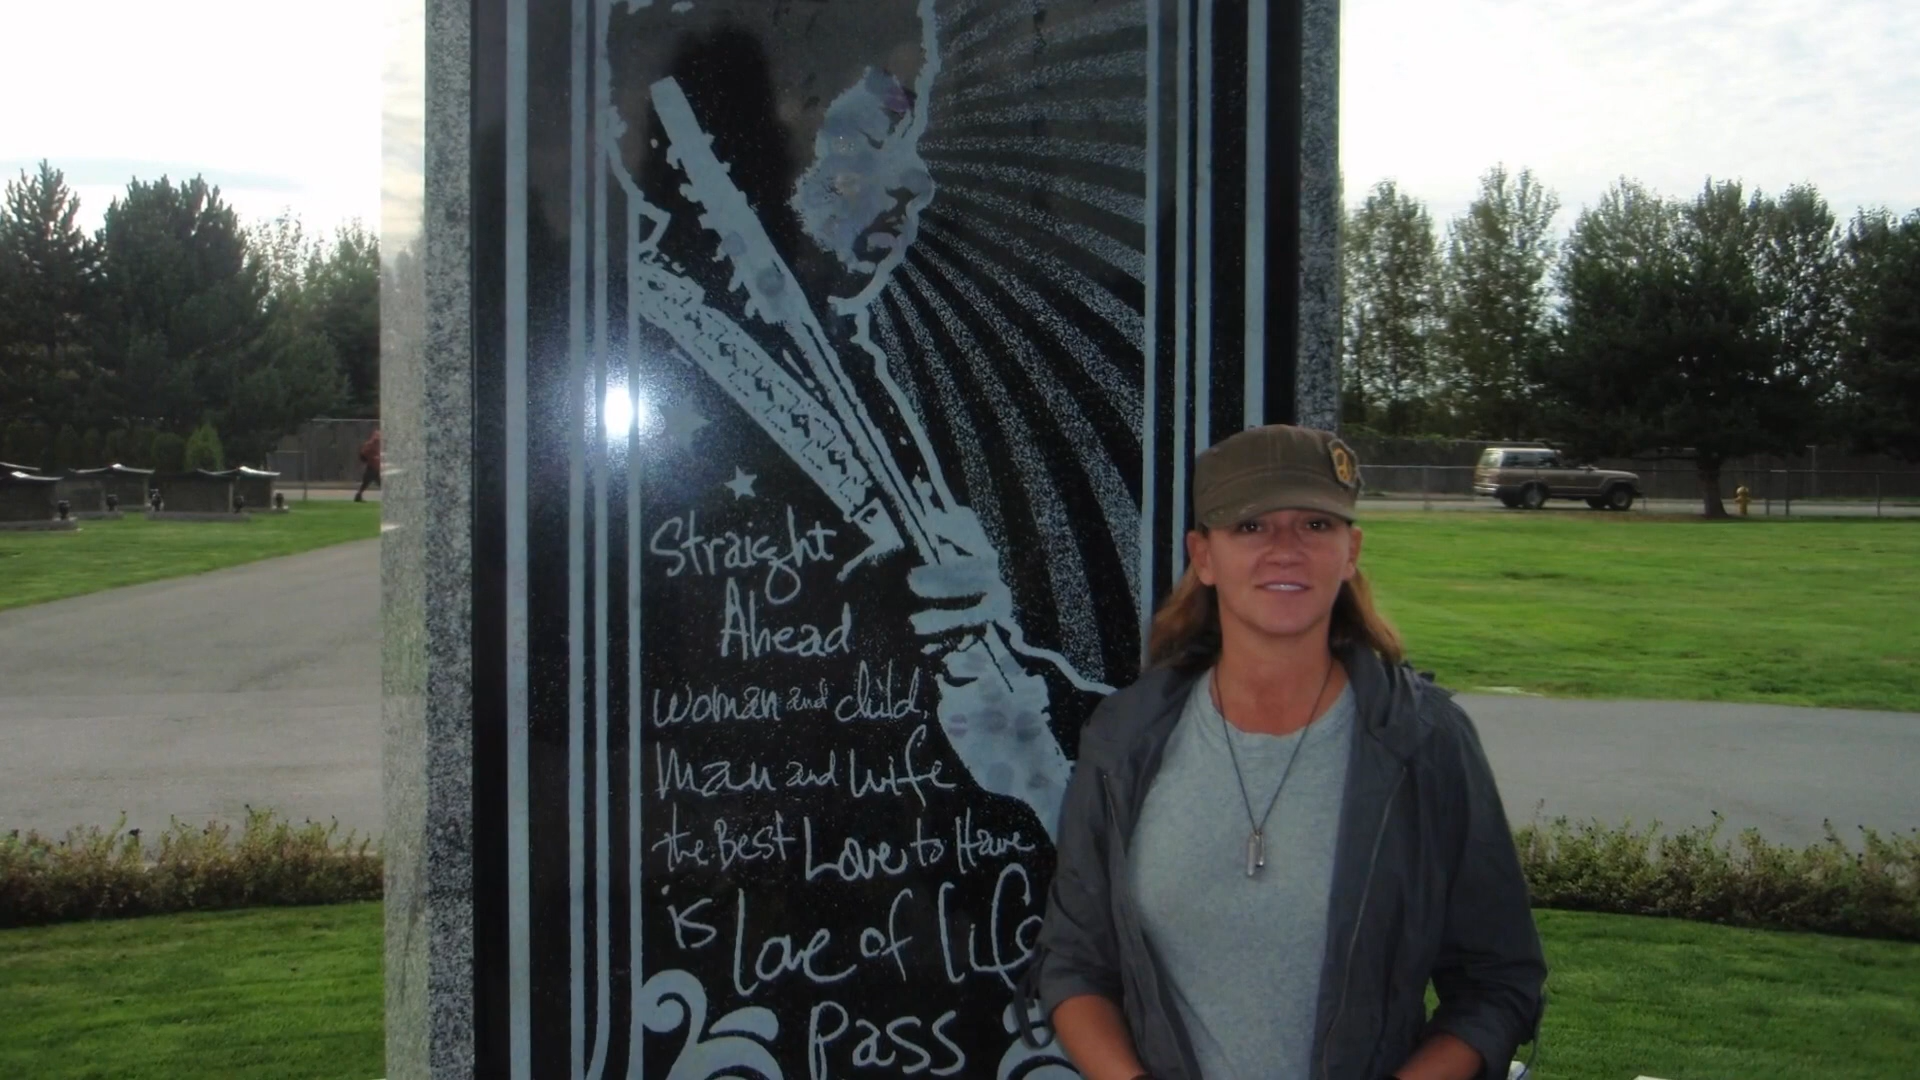 Straight
Ahead
woman and child,
Man and wife
the Best Love to Have
is love of life
Pass